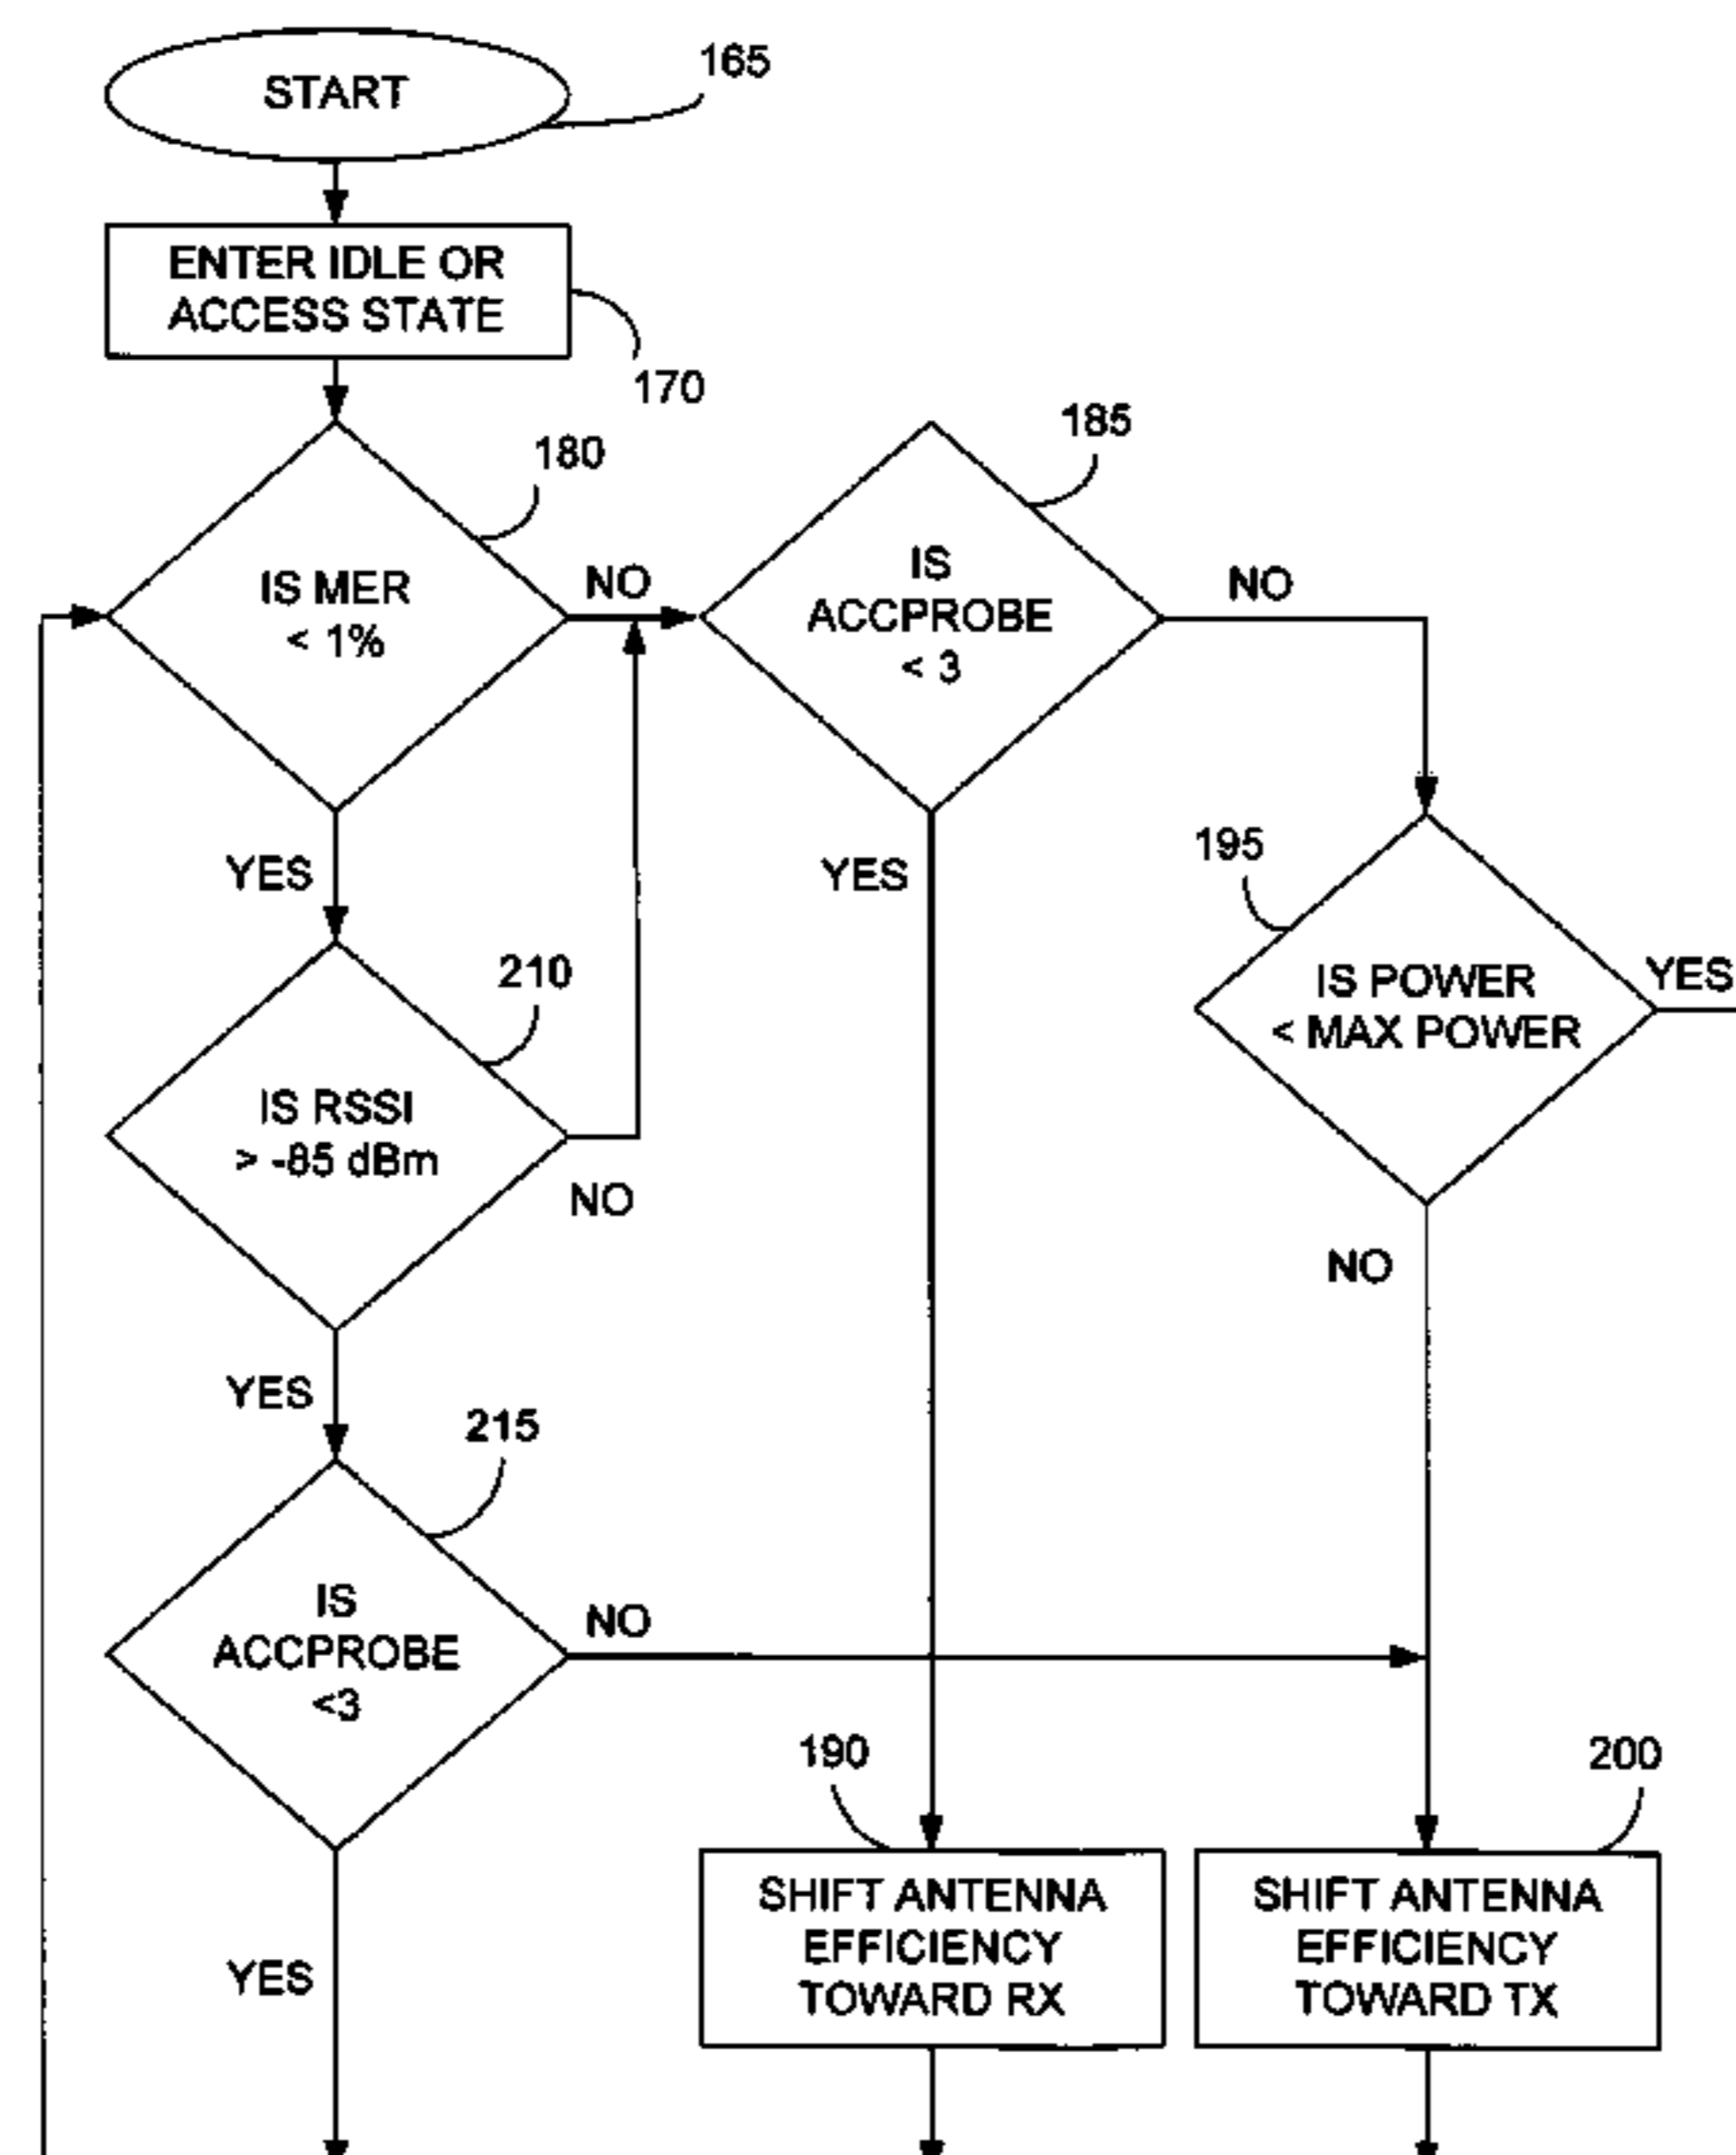 START
165
ENTER IDLE OR
ACCESS STATE
170
180
IS MER
< 1%
NO
185
IS
ACCPROBE
< 3
NO
YES
YES
195
IS POWER
< MAX POWER
YES
210
IS RSSI
> -85 dBm
NO
NO
YES
215
IS
ACCPROBE
<3
NO
190
200
SHIFT ANTENNA
EFFICIENCY
TOWARD RX
SHIFT ANTENNA
EFFICIENCY
TOWARD TX
YES